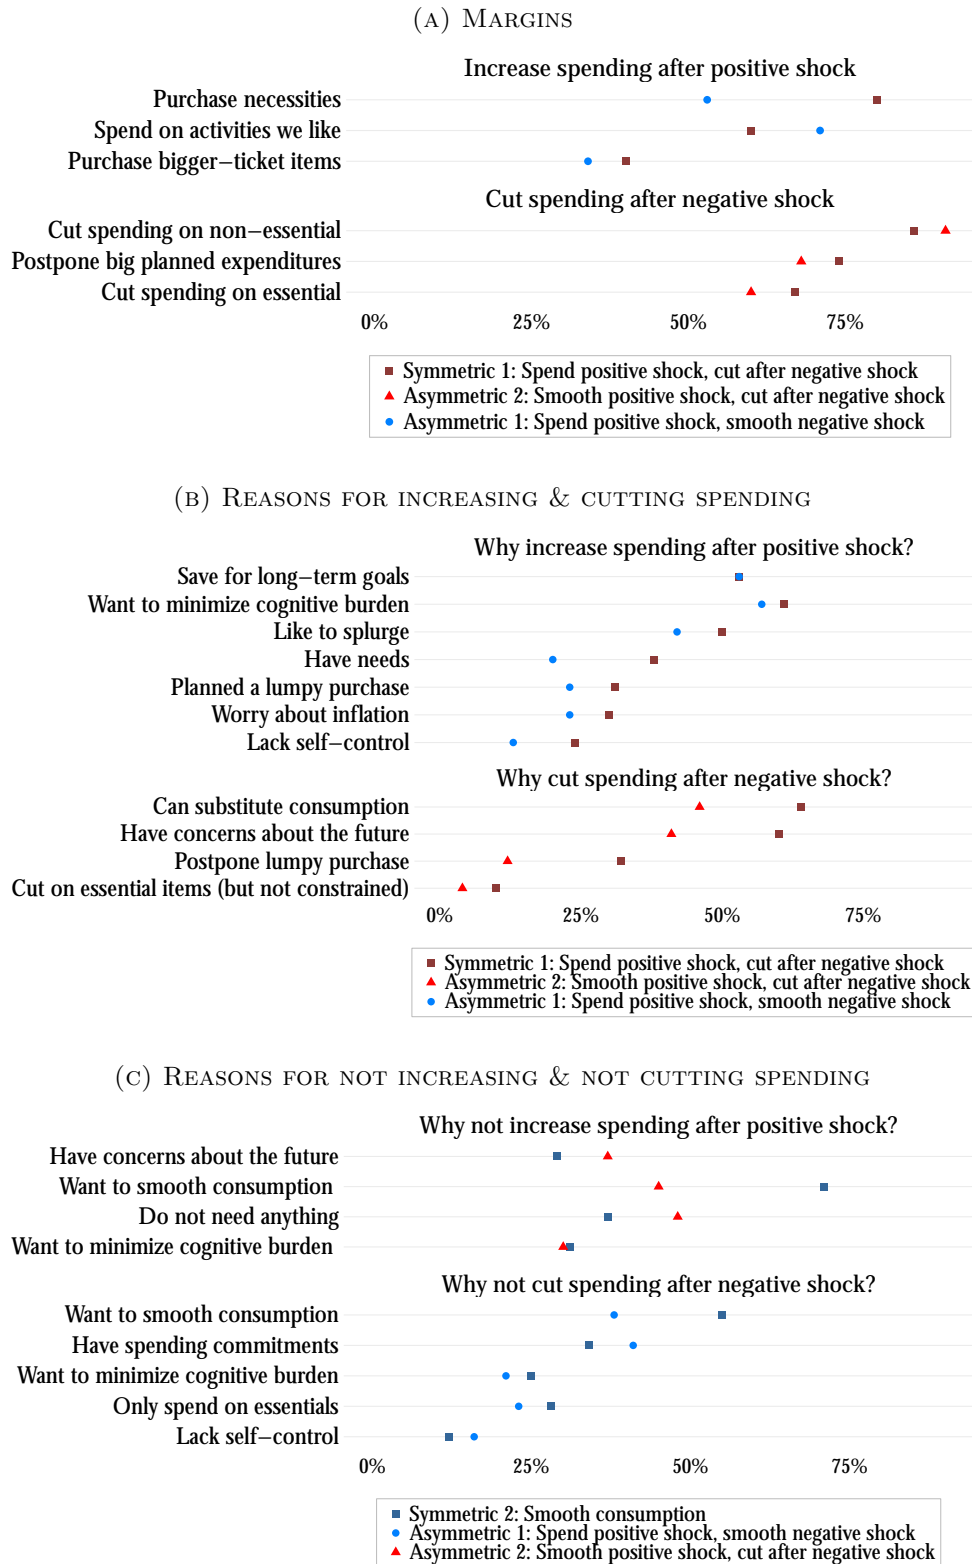 (A) MARGINS
Increase spending after positive shock
Purchase necessities
Spend on activities we like
Purchase bigger−ticket items
Cut spending after negative shock
Cut spending on non−essential
Postpone big planned expenditures
Cut spending on essential
0% 25% 50% 75%
Symmetric 1: Spend positive shock, cut after negative shock
Asymmetric 2: Smooth positive shock, cut after negative shock
Asymmetric 1: Spend positive shock, smooth negative shock
(B) REASONS FOR INCREASING & CUTTING SPENDING
Why increase spending after positive shock?
Save for long−term goals
Want to minimize cognitive burden
Like to splurge
Have needs
Planned a lumpy purchase
Worry about inflation
Lack self−control
Why cut spending after negative shock?
Can substitute consumption
Have concerns about the future
Postpone lumpy purchase
Cut on essential items (but not constrained)
0% 25% 50% 75%
Symmetric 1: Spend positive shock, cut after negative shock
Asymmetric 2: Smooth positive shock, cut after negative shock
Asymmetric 1: Spend positive shock, smooth negative shock
(C) REASONS FOR NOT INCREASING & NOT CUTTING SPENDING
Why not increase spending after positive shock?
Have concerns about the future
Want to smooth consumption
Do not need anything
Want to minimize cognitive burden
Why not cut spending after negative shock?
Want to smooth consumption
Have spending commitments
Want to minimize cognitive burden
Only spend on essentials
Lack self−control
0% 25% 50% 75%
Symmetric 2: Smooth consumption
Asymmetric 1: Spend positive shock, smooth negative shock
Asymmetric 2: Smooth positive shock, cut after negative shock